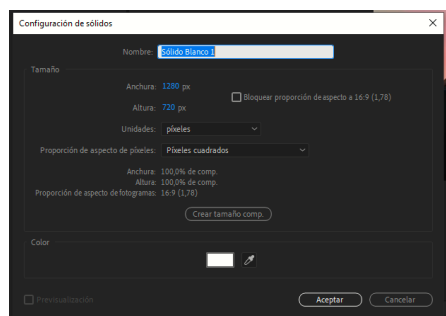 Configuración de sólidos
Nombre: Sólido Blanco 1
Tamaño
Anchura: 1280 px
Bloquear proporción de aspecto a 16:9 (1,78)
Altura: 720 px
Unidades: píxeles
Proporción de aspecto de píxeles: Píxeles cuadrados
Anchura: 100,0% de comp.
Altura: 100,0% de comp.
Proporción de aspecto de fotogramas: 16:9 (1,78)
Crear tamaño comp.
Color
Previsualización
Aceptar Cancelar